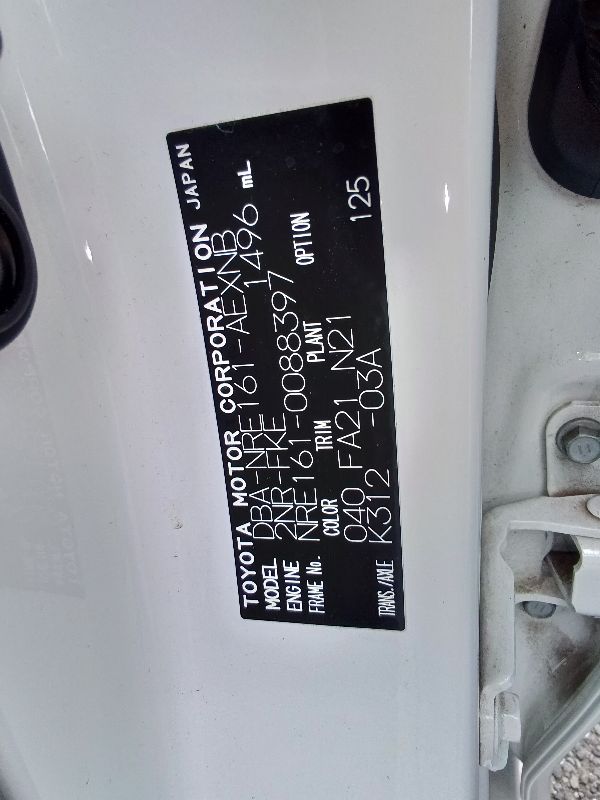 TOYOTA MOTOR CORPORATION JAPAN
MODEL DBA-NRE161-AEXNB
ENGINE 2NR-FKE 1496 mL
FRAME No. NRE161-0088397
COLOR TRIM PLANT OPTION
040 FA21 N21 125
TRANS./AXLE K312 -03A